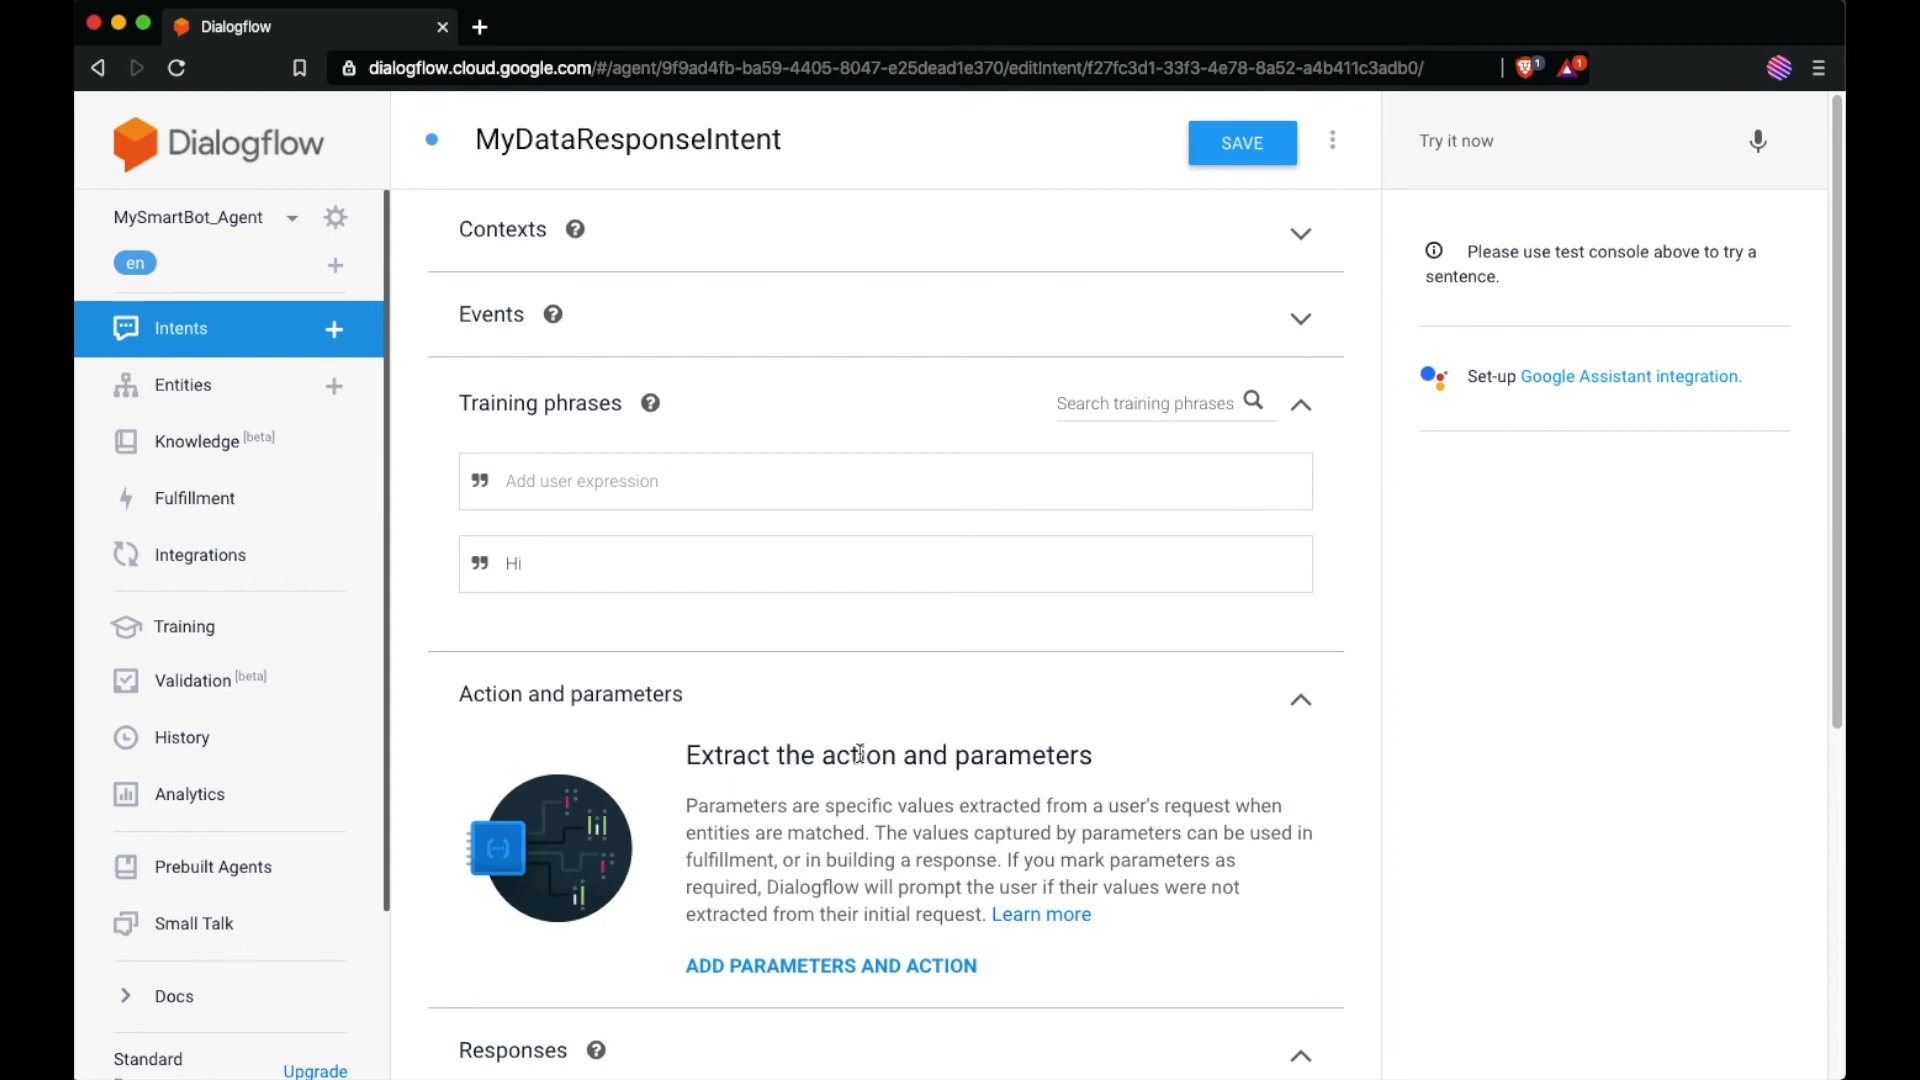 Dialogflow
dialogflow.cloud.google.com/#/agent/9f9ad4fb-ba59-4405-8047-e25dead1e370/editIntent/f27fc3d1-33f3-4e78-8a52-a4b411c3adb0/
1
1
Dialogflow
MySmartBot_Agent
en
Intents
Entities
Knowledge [beta]
Fulfillment
Integrations
Training
Validation [beta]
History
Analytics
Prebuilt Agents
Small Talk
Docs
Standard
Upgrade
MyDataResponseIntent
SAVE
Contexts
Events
Training phrases
Search training phrases
Add user expression
Hi
Action and parameters
Extract the action and parameters
Parameters are specific values extracted from a user's request when
entities are matched. The values captured by parameters can be used in
fulfillment, or in building a response. If you mark parameters as
required, Dialogflow will prompt the user if their values were not
extracted from their initial request. Learn more
ADD PARAMETERS AND ACTION
Responses
Try it now
Please use test console above to try a
sentence.
Set-up Google Assistant integration.